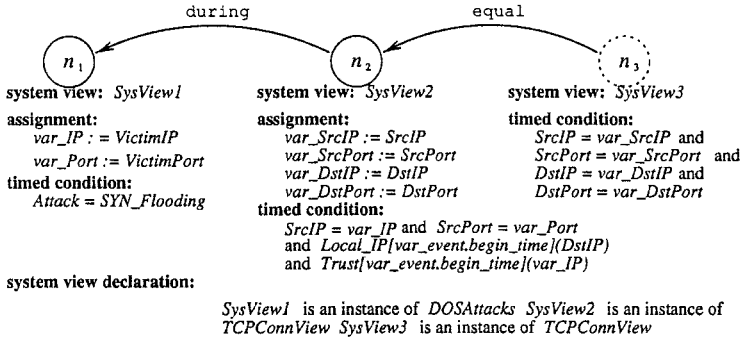 during
equal
n1
n2
n3
system view: SysView1
assignment:
var_IP := VictimIP
var_Port := VictimPort
timed condition:
Attack = SYN_Flooding
system view: SysView2
assignment:
var_SrcIP := SrcIP
var_SrcPort := SrcPort
var_DstIP := DstIP
var_DstPort := DstPort
timed condition:
SrcIP = var_IP and SrcPort = var_Port
and Local_IP[var_event.begin_time](DstIP)
and Trust[var_event.begin_time](var_IP)
system view: SysView3
timed condition:
SrcIP = var_SrcIP and
SrcPort = var_SrcPort and
DstIP = var_DstIP and
DstPort = var_DstPort
system view declaration:
SysView1 is an instance of DOSAttacks SysView2 is an instance of
TCPConnView SysView3 is an instance of TCPConnView